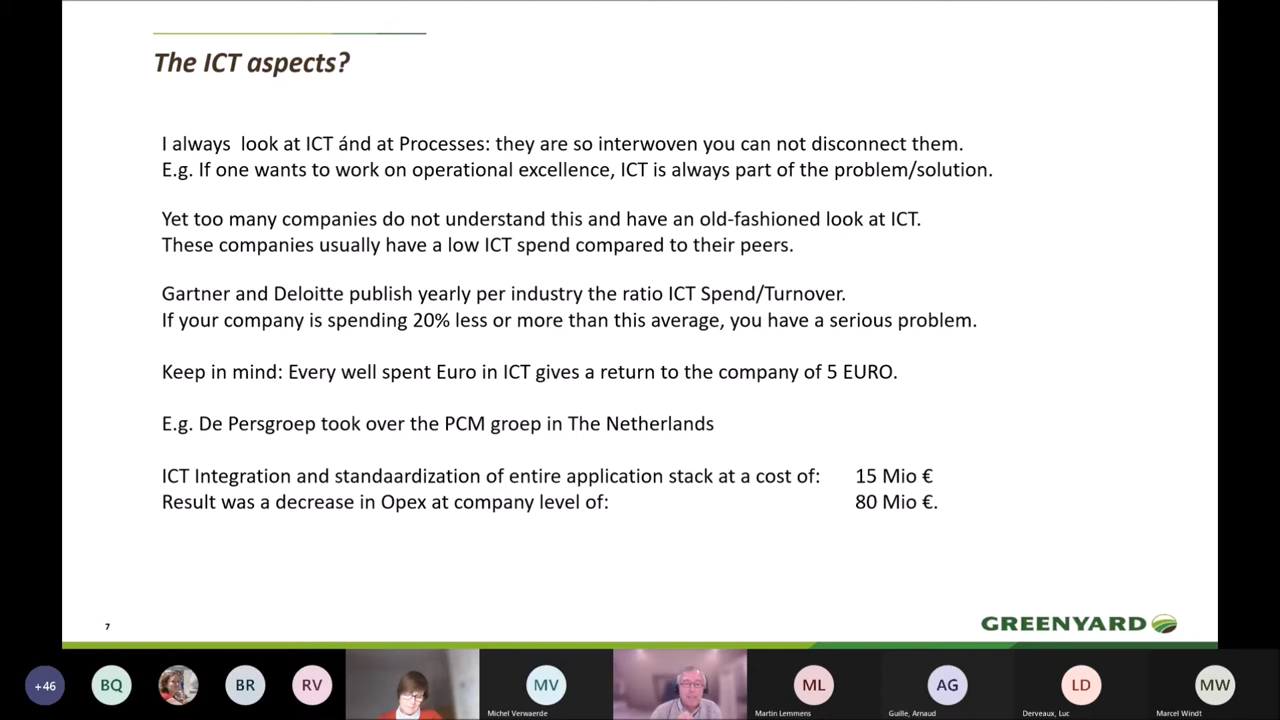 The ICT aspects?
I always look at ICT ánd at Processes: they are so interwoven you can not disconnect them.
E.g. If one wants to work on operational excellence, ICT is always part of the problem/solution.
Yet too many companies do not understand this and have an old-fashioned look at ICT.
These companies usually have a low ICT spend compared to their peers.
Gartner and Deloitte publish yearly per industry the ratio ICT Spend/Turnover.
If your company is spending 20% less or more than this average, you have a serious problem.
Keep in mind: Every well spent Euro in ICT gives a return to the company of 5 EURO.
E.g. De Persgroep took over the PCM groep in The Netherlands
ICT Integration and standaardization of entire application stack at a cost of: 15 Mio €
Result was a decrease in Opex at company level of: 80 Mio €.
7
GREENYARD
+46
BQ
BR
RV
MV
ML
AG
LD
MW
Michel Verwaerde
Martin Lemmens
Guille, Arnaud
Derveaux, Luc
Marcel Windt